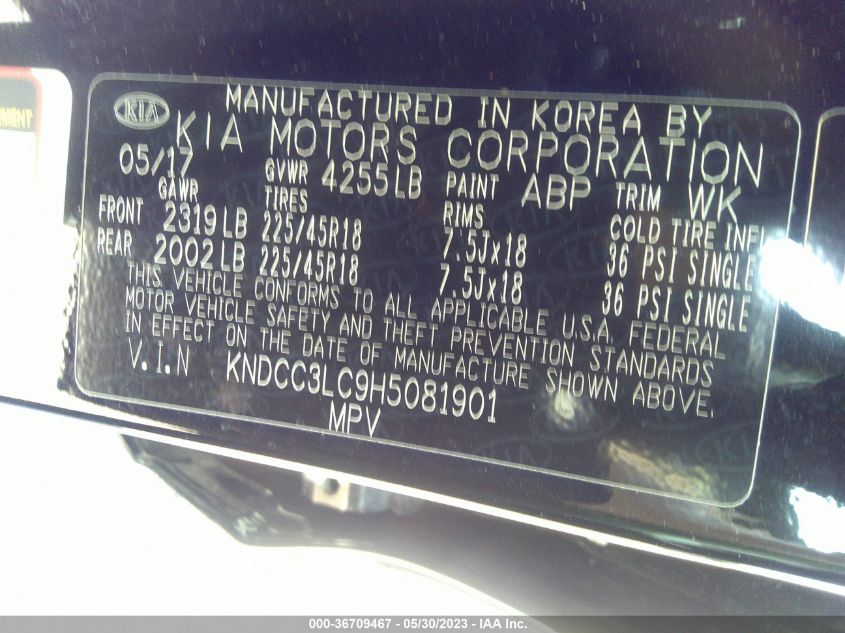 EMENT
KIA
MANUFACTURED IN KOREA BY
KIA MOTORS CORPORATION
05/17 GVWR 4255LB PAINT ABP TRIM WK
GAWR TIRES RIMS COLD TIRE INFL
FRONT 2319LB 225/45R18 7.5Jx18 36 PSI SINGLE
REAR 2002LB 225/45R18 7.5Jx18 36 PSI SINGLE
THIS VEHICLE CONFORMS TO ALL APPLICABLE U.S.A. FEDERAL
MOTOR VEHICLE SAFETY AND THEFT PREVENTION STANDARDS
IN EFFECT ON THE DATE OF MANUFACTURE SHOWN ABOVE.
V.I.N KNDCC3LC9H5081901
MPV
000-36709467 - 05/30/2023 - IAA Inc.